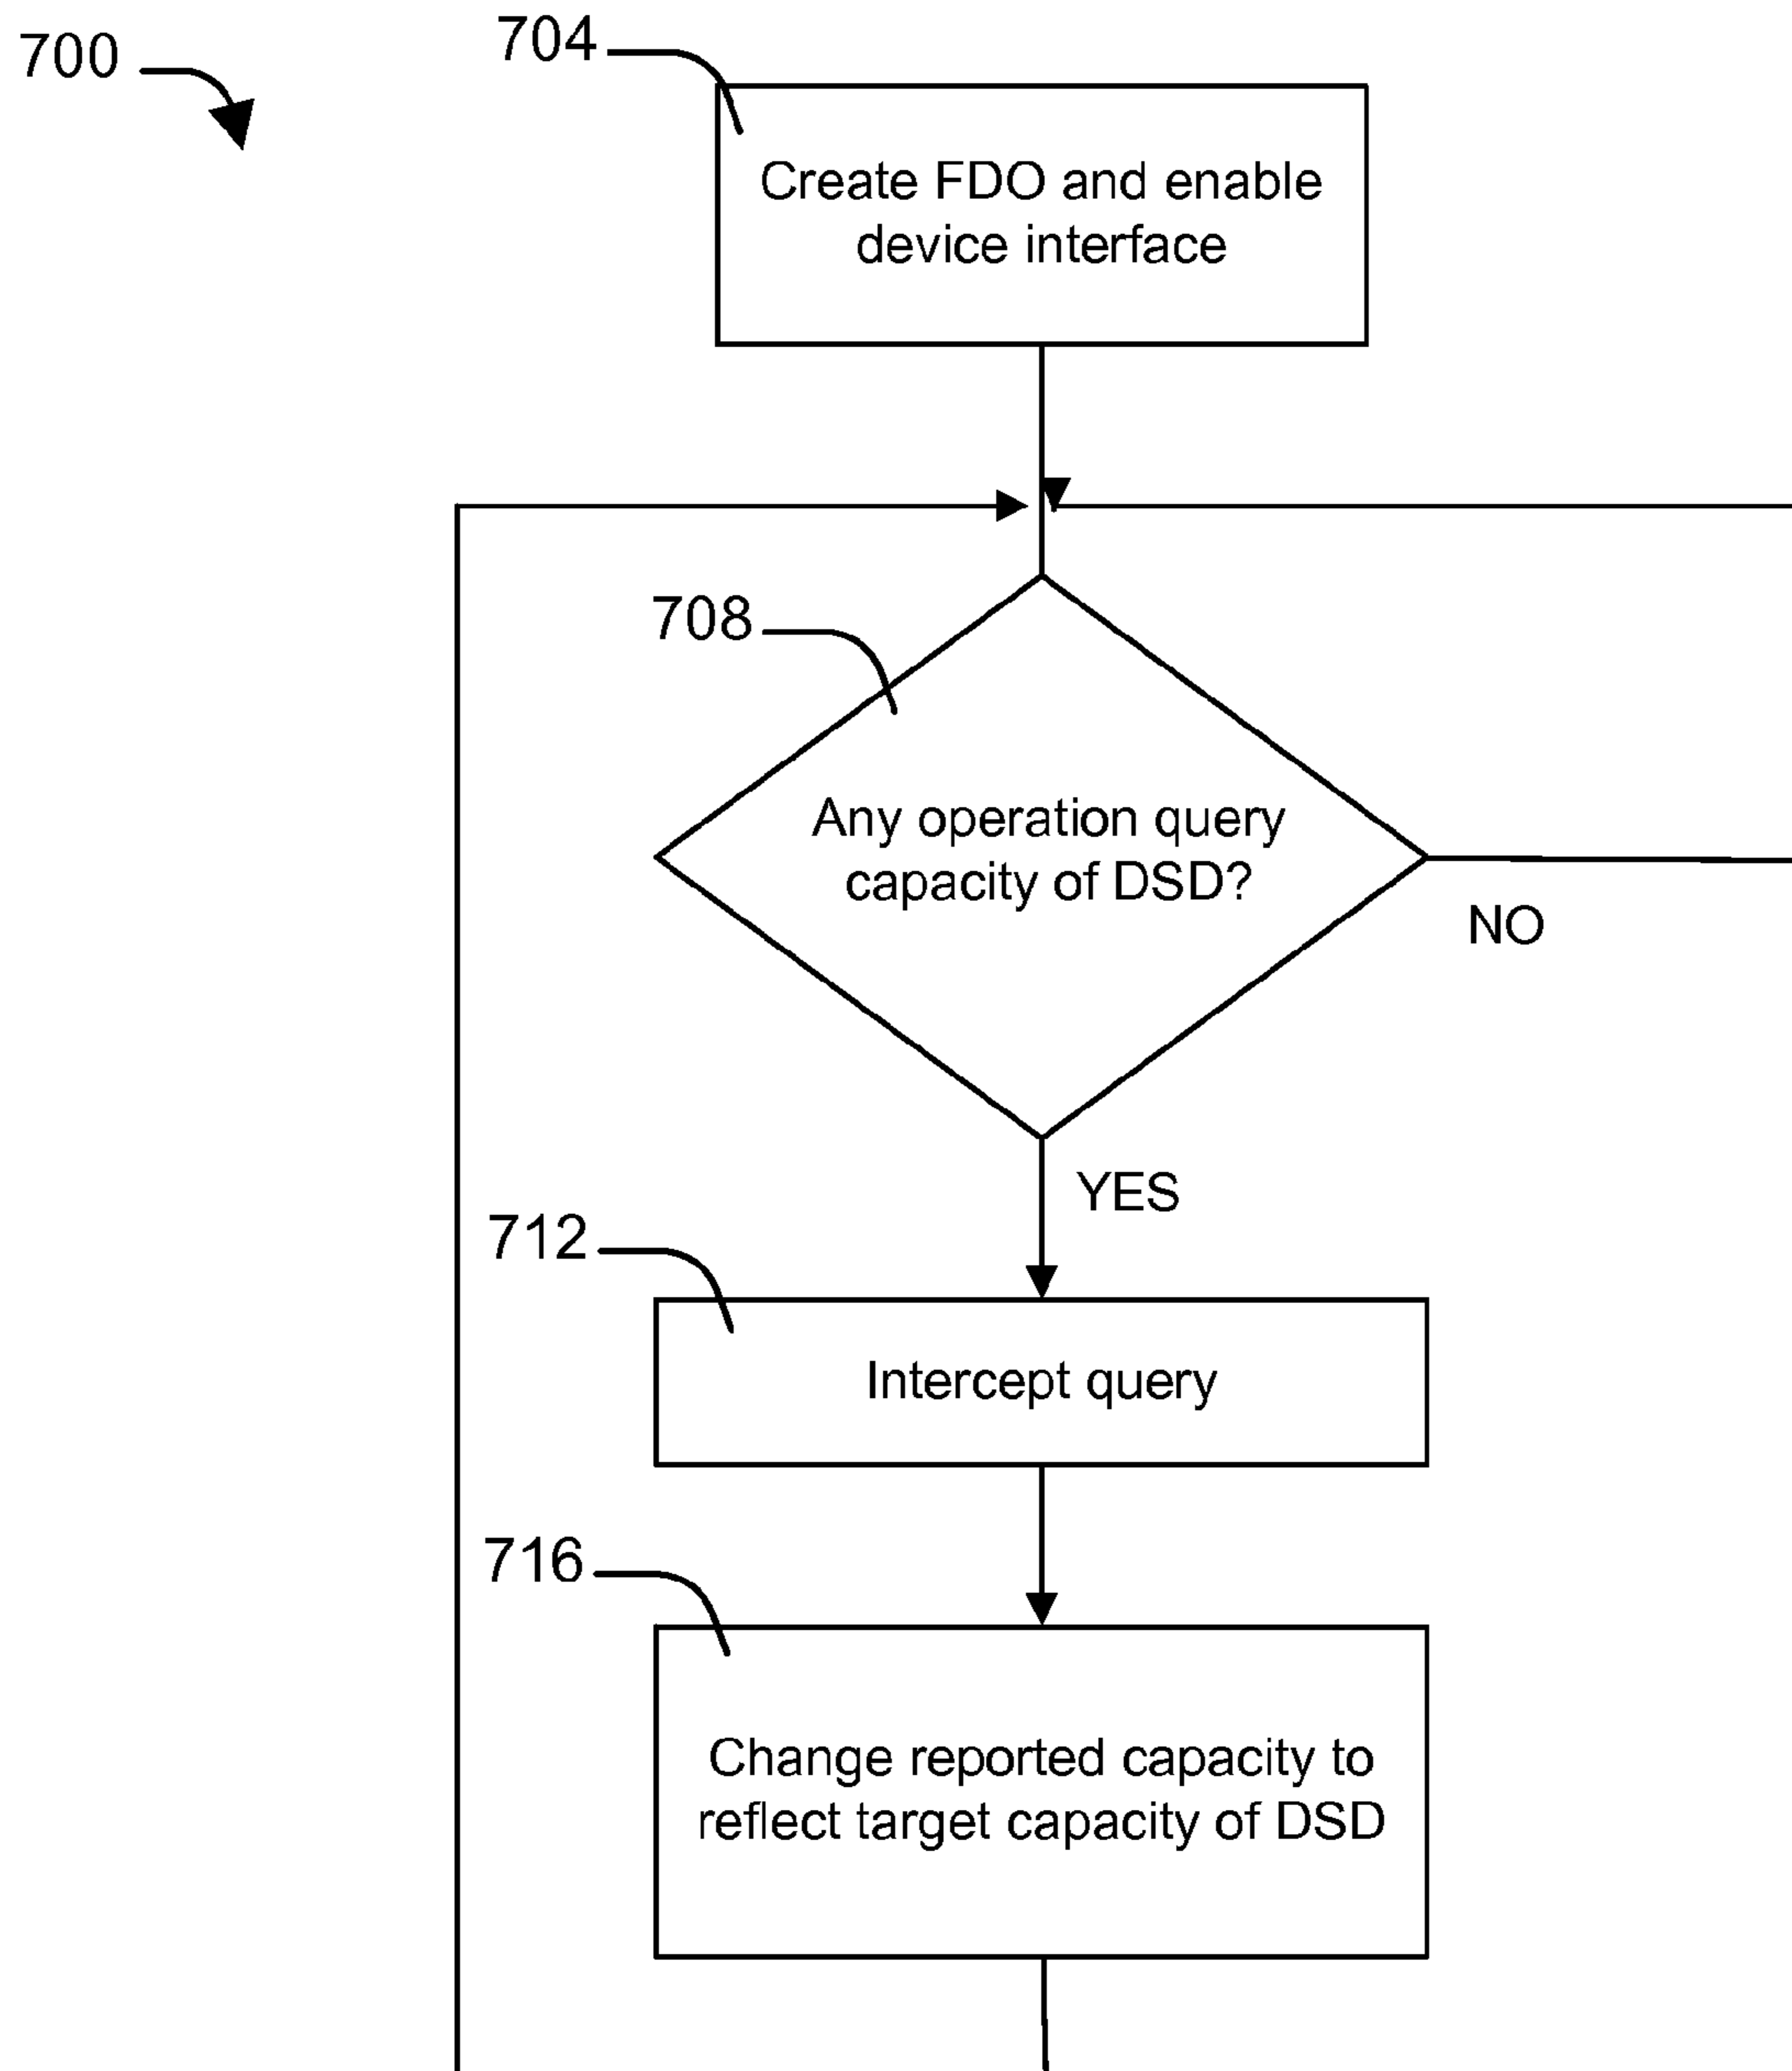 700
704
Create FDO and enable
device interface
708
Any operation query
capacity of DSD?
NO
YES
712
Intercept query
716
Change reported capacity to
reflect target capacity of DSD